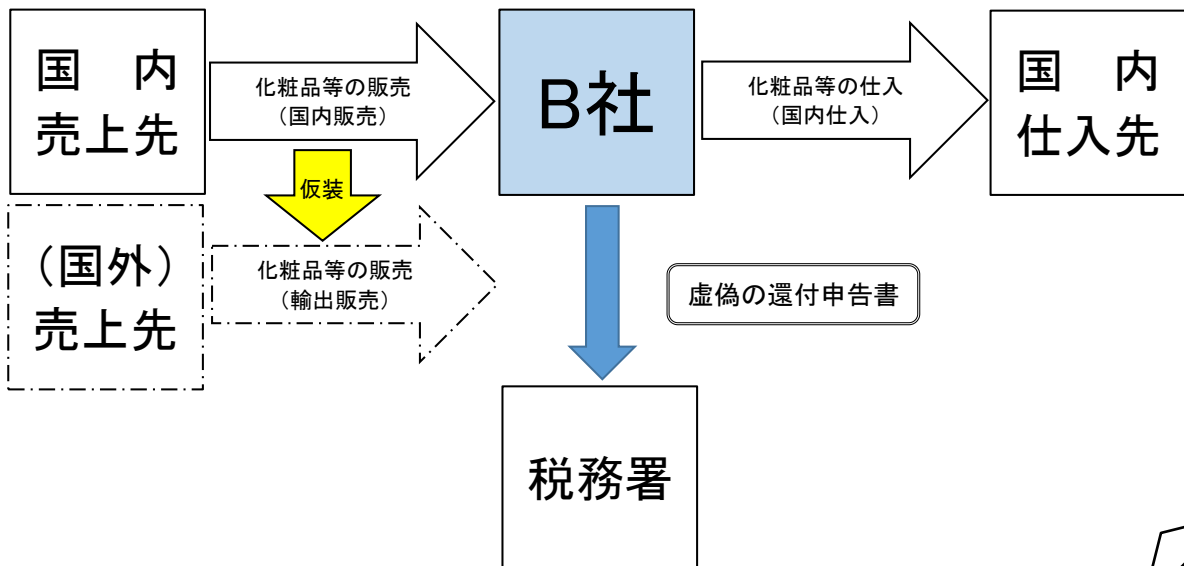 国　内
売上先
化粧品等の販売
（国内販売）
B社
化粧品等の仕入
（国内仕入）
国　内
仕入先
仮装
（国外）
売上先
化粧品等の販売
（輸出販売）
虚偽の還付申告書
税務署